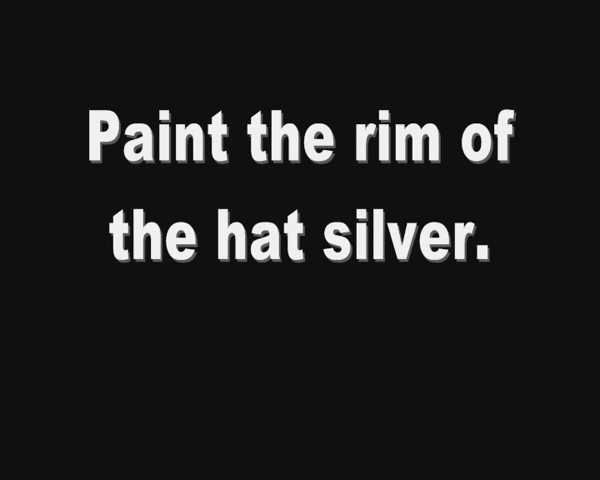 Paint the rim of
the hat silver.